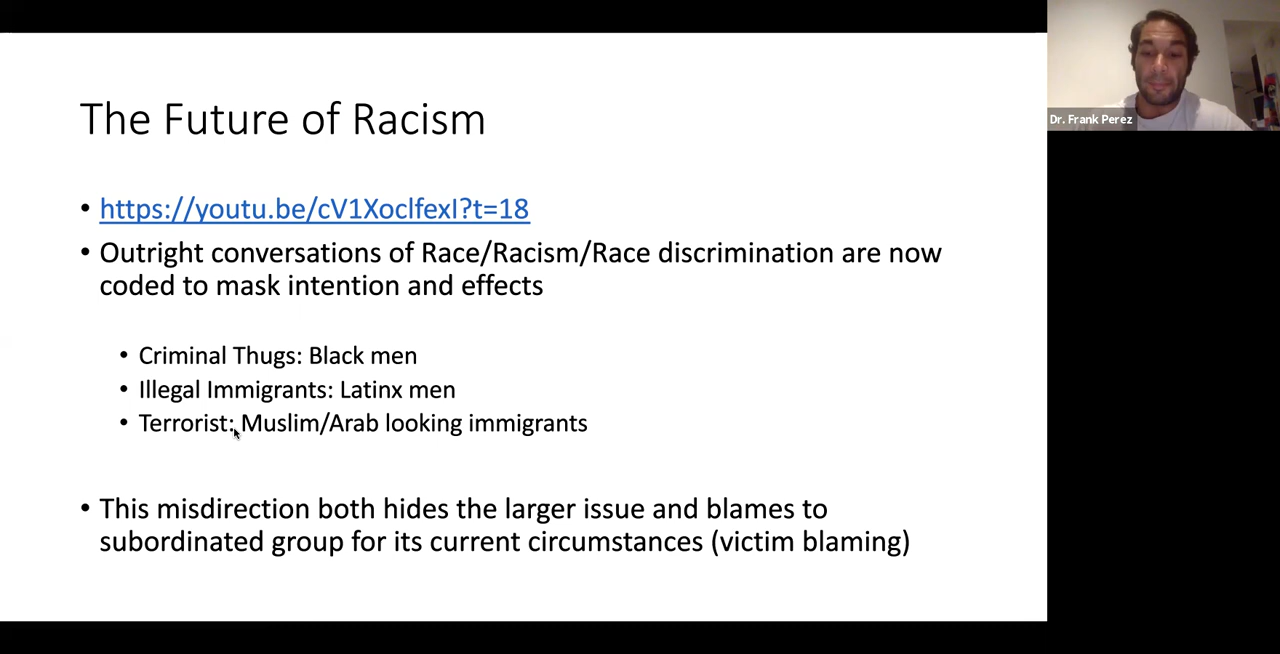 The Future of Racism
• https://youtu.be/cV1XoclfexI?t=18
• Outright conversations of Race/Racism/Race discrimination are now
coded to mask intention and effects
• Criminal Thugs: Black men
• Illegal Immigrants: Latinx men
• Terrorist: Muslim/Arab looking immigrants
• This misdirection both hides the larger issue and blames to
subordinated group for its current circumstances (victim blaming)
Dr. Frank Perez